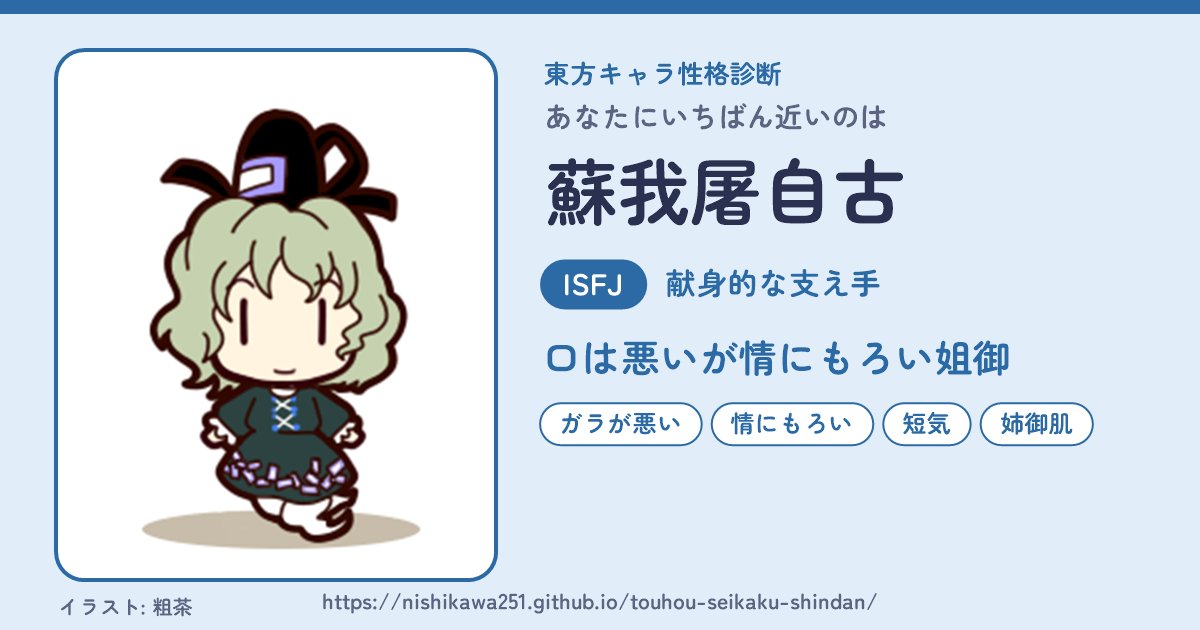 東方キャラ性格診断
あなたにいちばん近いのは
蘇我屠自古
ISFJ 献身的な支え手
口は悪いが情にもろい姐御
ガラが悪い 情にもろい 短気 姉御肌
イラスト: 粗茶
https://nishikawa251.github.io/touhou-seikaku-shindan/